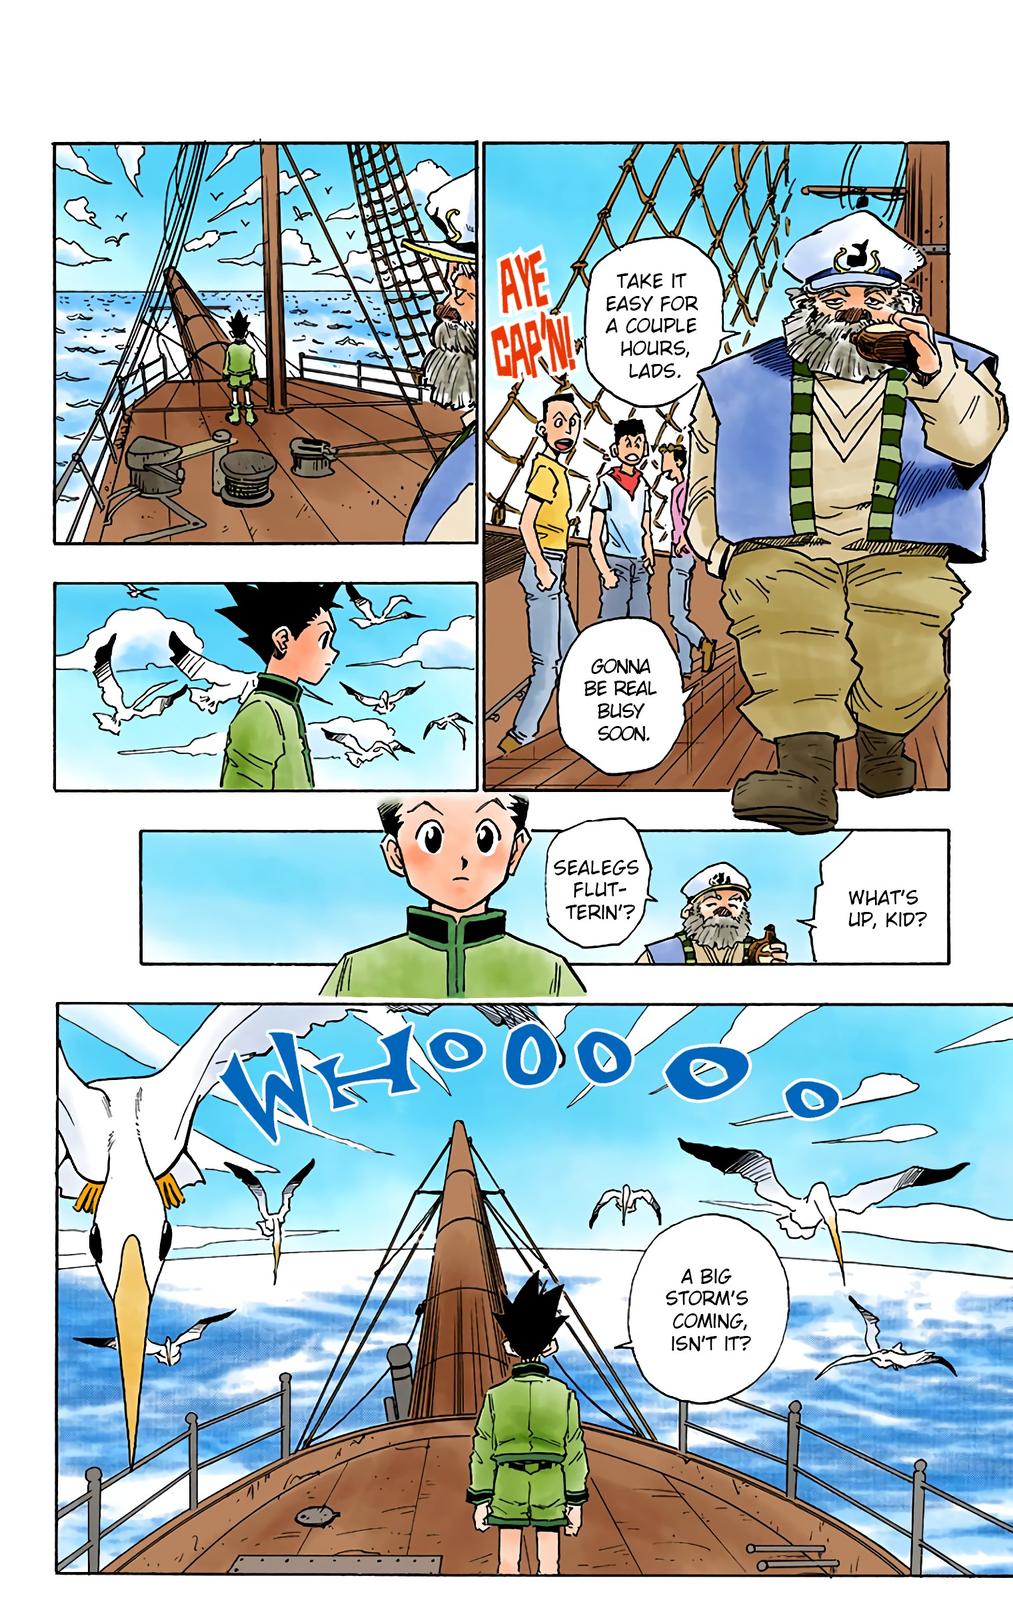 TAKE IT
EASY FOR
A COUPLE
HOURS,
LADS.
AYE
CAP'N!
GONNA
BE REAL
BUSY
SOON.
WHAT'S
UP, KID?
SEALEGS
FLUT-
TERIN'?
WHOOOOO
A BIG
STORM'S
COMING,
ISN'T IT?